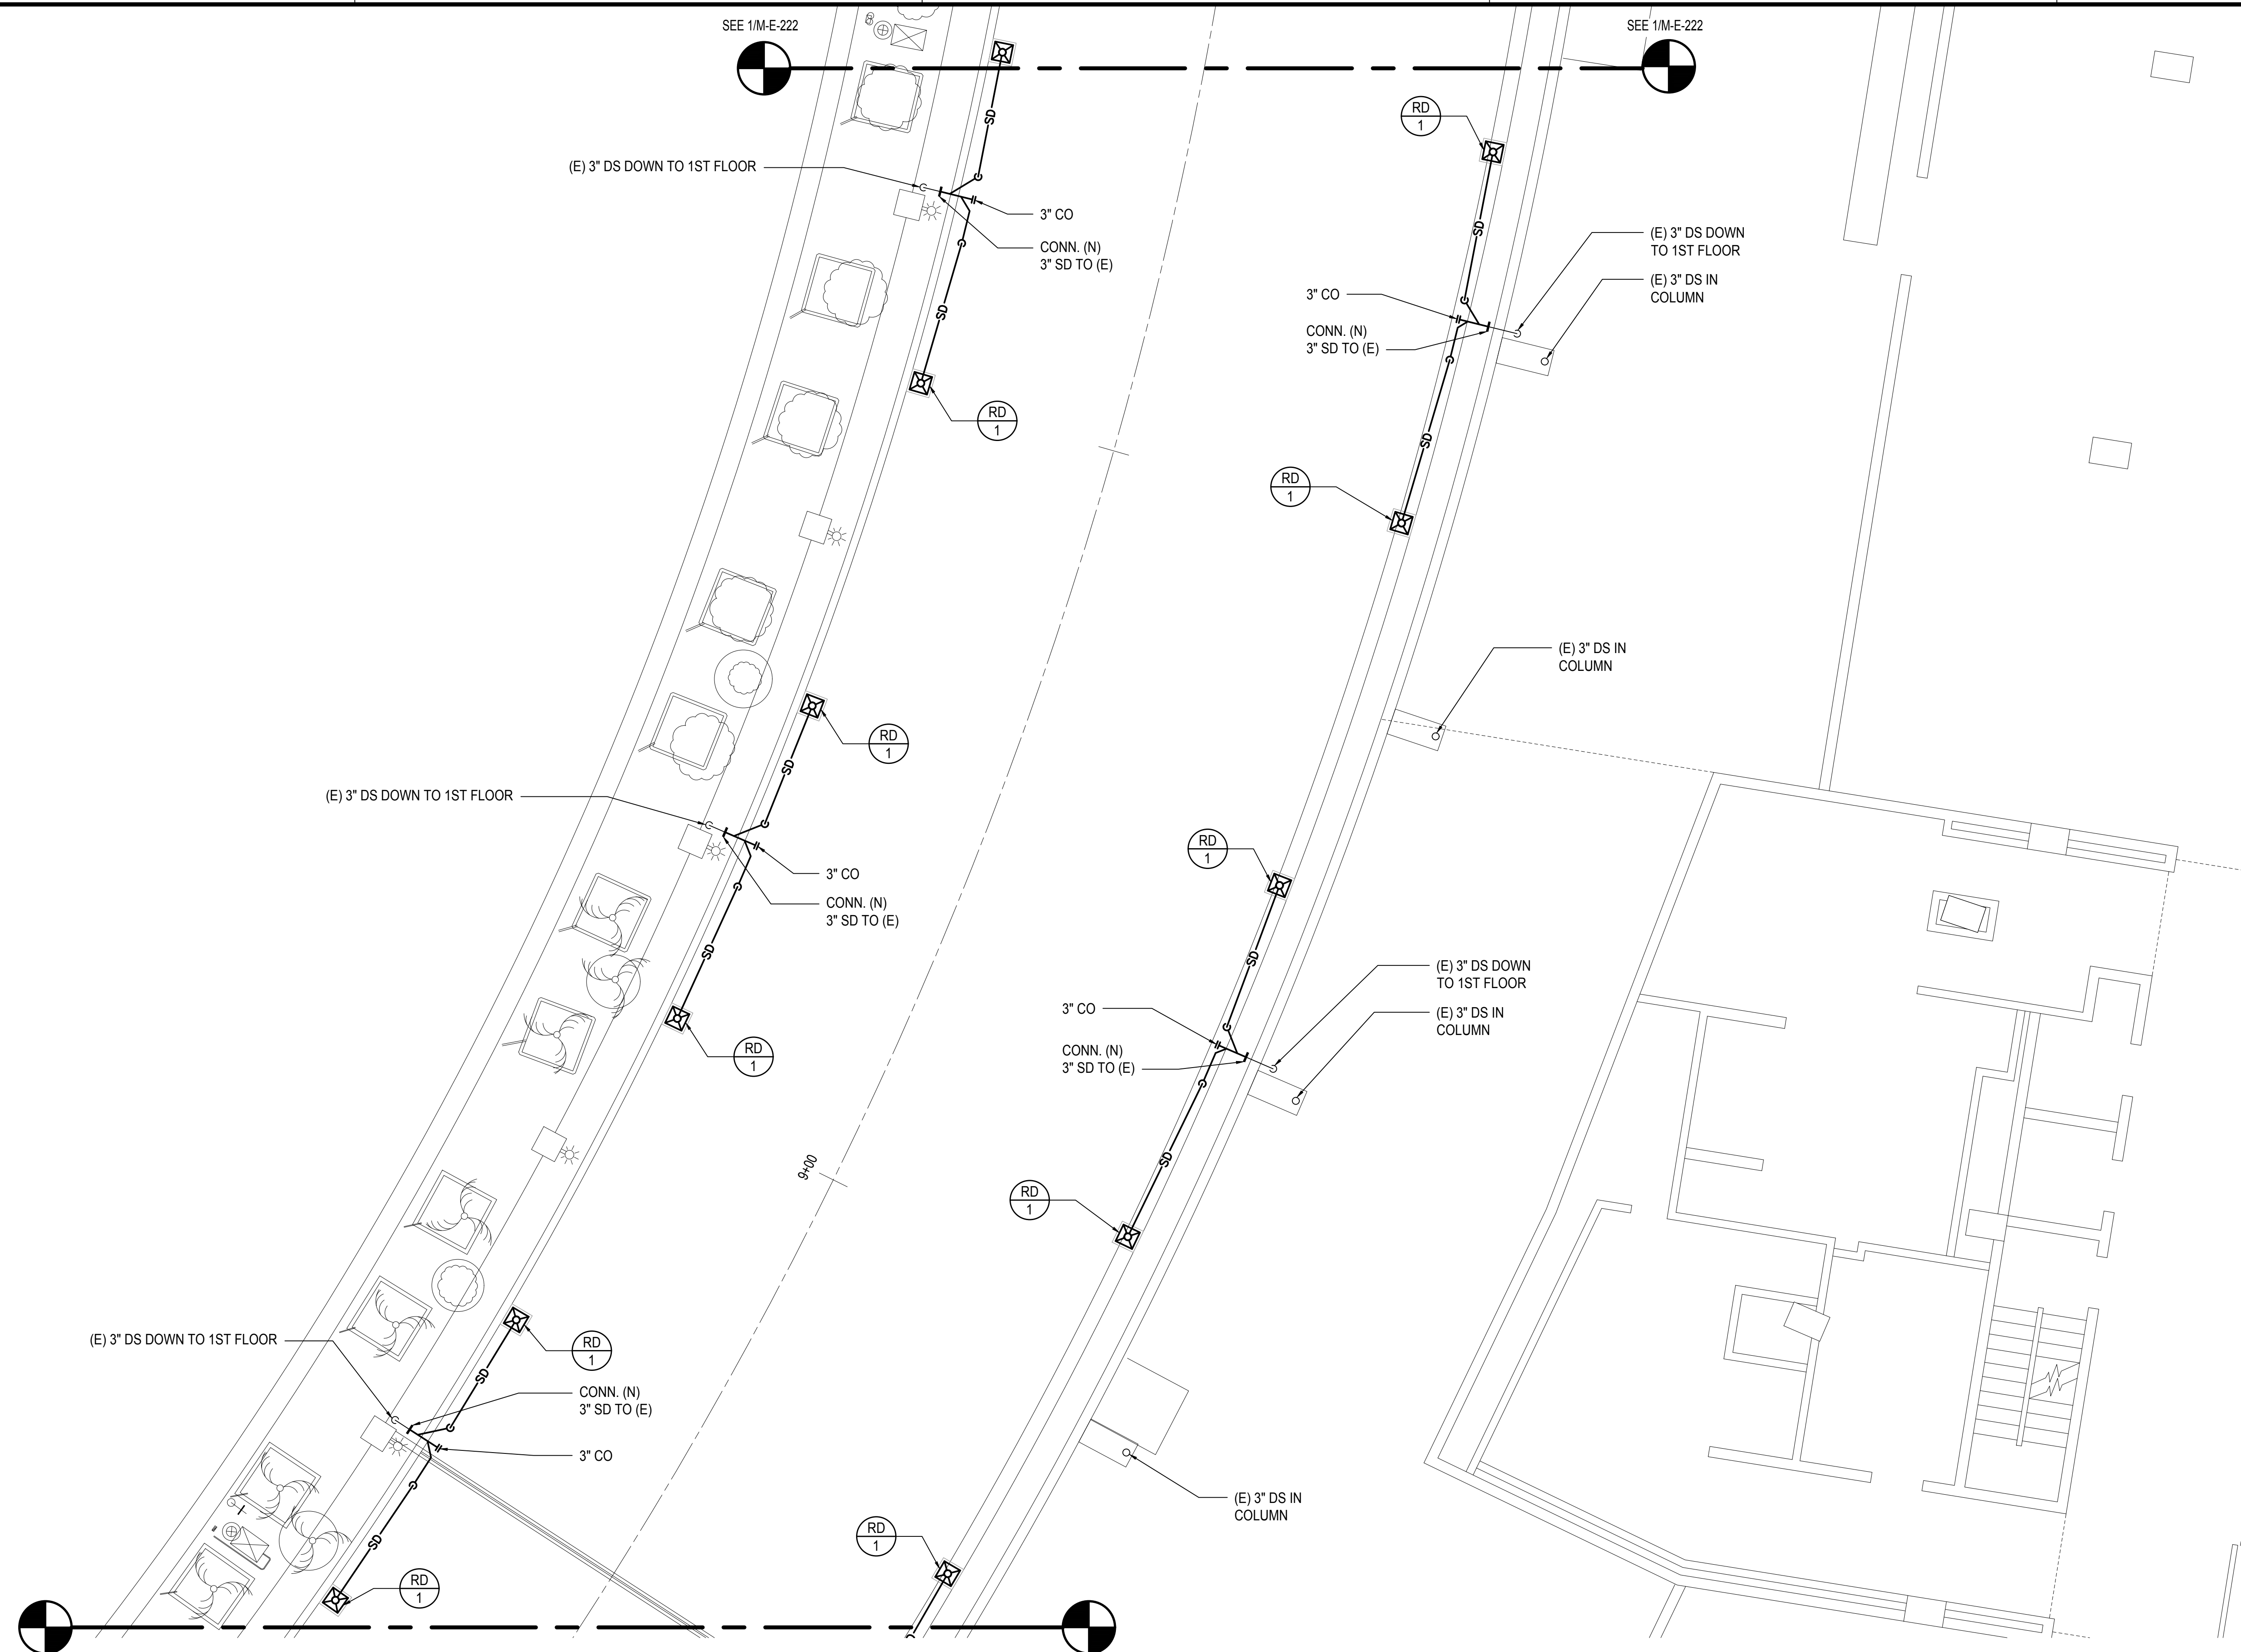 SEE 1/M-E-222
SEE 1/M-E-222
SD
RD
1
(E) 3" DS DOWN TO 1ST FLOOR
3" CO
CONN. (N)
3" SD TO (E)
SD
(E) 3" DS DOWN
TO 1ST FLOOR
(E) 3" DS IN
COLUMN
3" CO
CONN. (N)
3" SD TO (E)
SD
RD
1
SD
RD
1
(E) 3" DS IN
COLUMN
RD
1
SD
(E) 3" DS DOWN TO 1ST FLOOR
3" CO
CONN. (N)
3" SD TO (E)
SD
RD
1
RD
1
SD
(E) 3" DS DOWN
TO 1ST FLOOR
(E) 3" DS IN
COLUMN
3" CO
CONN. (N)
3" SD TO (E)
SD
9+00
RD
1
(E) 3" DS DOWN TO 1ST FLOOR
RD
1
SD
CONN. (N)
3" SD TO (E)
3" CO
SD
RD
1
(E) 3" DS IN
COLUMN
RD
1